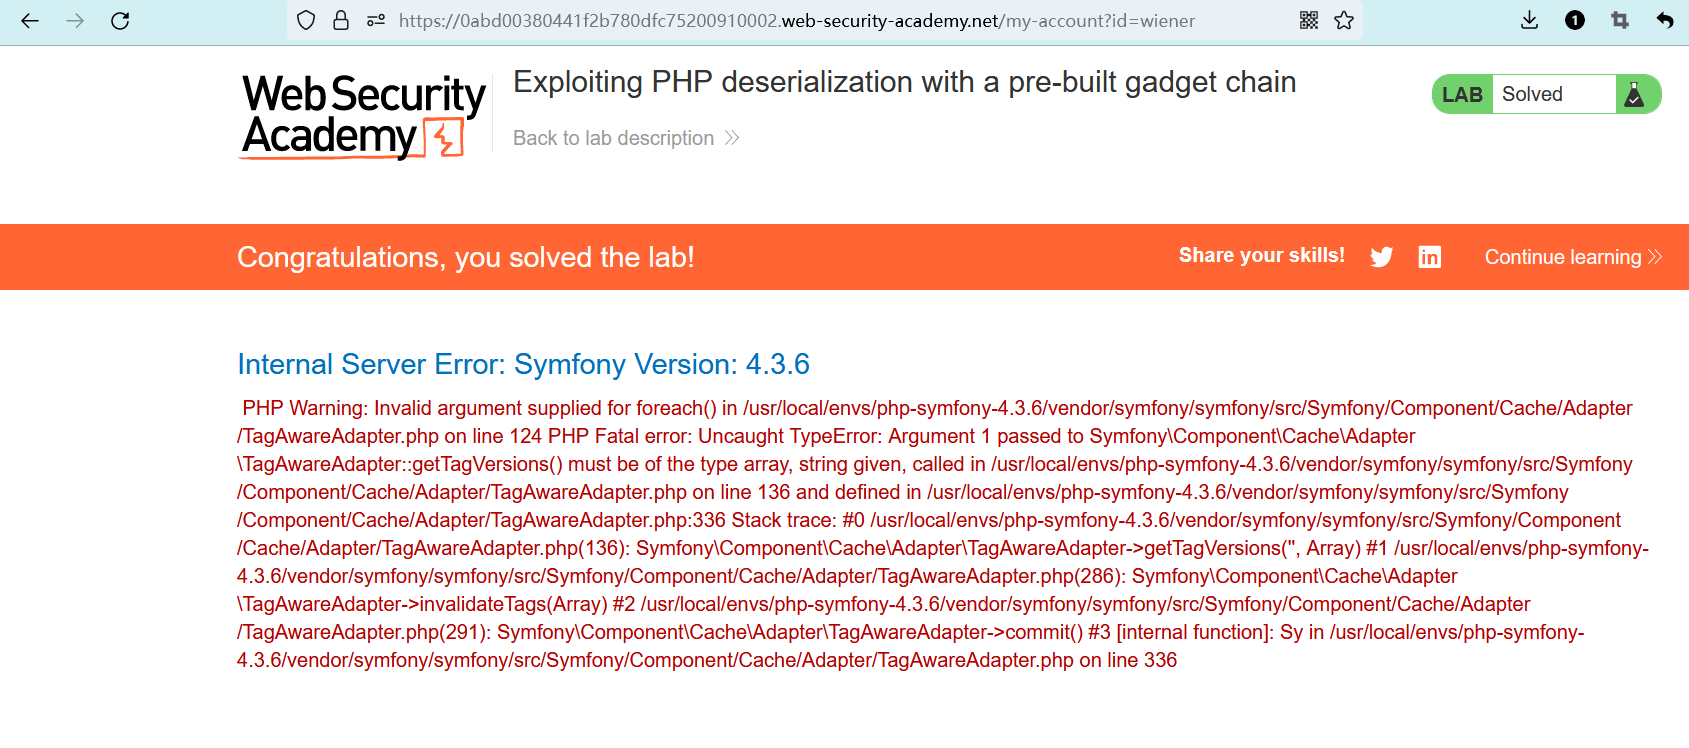 https://0abd00380441f2b780dfc75200910002.web-security-academy.net/my-account?id=wiener
1
Web Security
Academy
Exploiting PHP deserialization with a pre-built gadget chain
Back to lab description
LAB Solved
Congratulations, you solved the lab!
Share your skills!
in
Continue learning
Internal Server Error: Symfony Version: 4.3.6
PHP Warning: Invalid argument supplied for foreach() in /usr/local/envs/php-symfony-4.3.6/vendor/symfony/symfony/src/Symfony/Component/Cache/Adapter
/TagAwareAdapter.php on line 124 PHP Fatal error: Uncaught TypeError: Argument 1 passed to Symfony\Component\Cache\Adapter
\TagAwareAdapter::getTagVersions() must be of the type array, string given, called in /usr/local/envs/php-symfony-4.3.6/vendor/symfony/symfony/src/Symfony
/Component/Cache/Adapter/TagAwareAdapter.php on line 136 and defined in /usr/local/envs/php-symfony-4.3.6/vendor/symfony/symfony/src/Symfony
/Component/Cache/Adapter/TagAwareAdapter.php:336 Stack trace: #0 /usr/local/envs/php-symfony-4.3.6/vendor/symfony/symfony/src/Symfony/Component
/Cache/Adapter/TagAwareAdapter.php(136): Symfony\Component\Cache\Adapter\TagAwareAdapter->getTagVersions('', Array) #1 /usr/local/envs/php-symfony-
4.3.6/vendor/symfony/symfony/src/Symfony/Component/Cache/Adapter/TagAwareAdapter.php(286): Symfony\Component\Cache\Adapter
\TagAwareAdapter->invalidateTags(Array) #2 /usr/local/envs/php-symfony-4.3.6/vendor/symfony/symfony/src/Symfony/Component/Cache/Adapter
/TagAwareAdapter.php(291): Symfony\Component\Cache\Adapter\TagAwareAdapter->commit() #3 [internal function]: Sy in /usr/local/envs/php-symfony-
4.3.6/vendor/symfony/symfony/src/Symfony/Component/Cache/Adapter/TagAwareAdapter.php on line 336